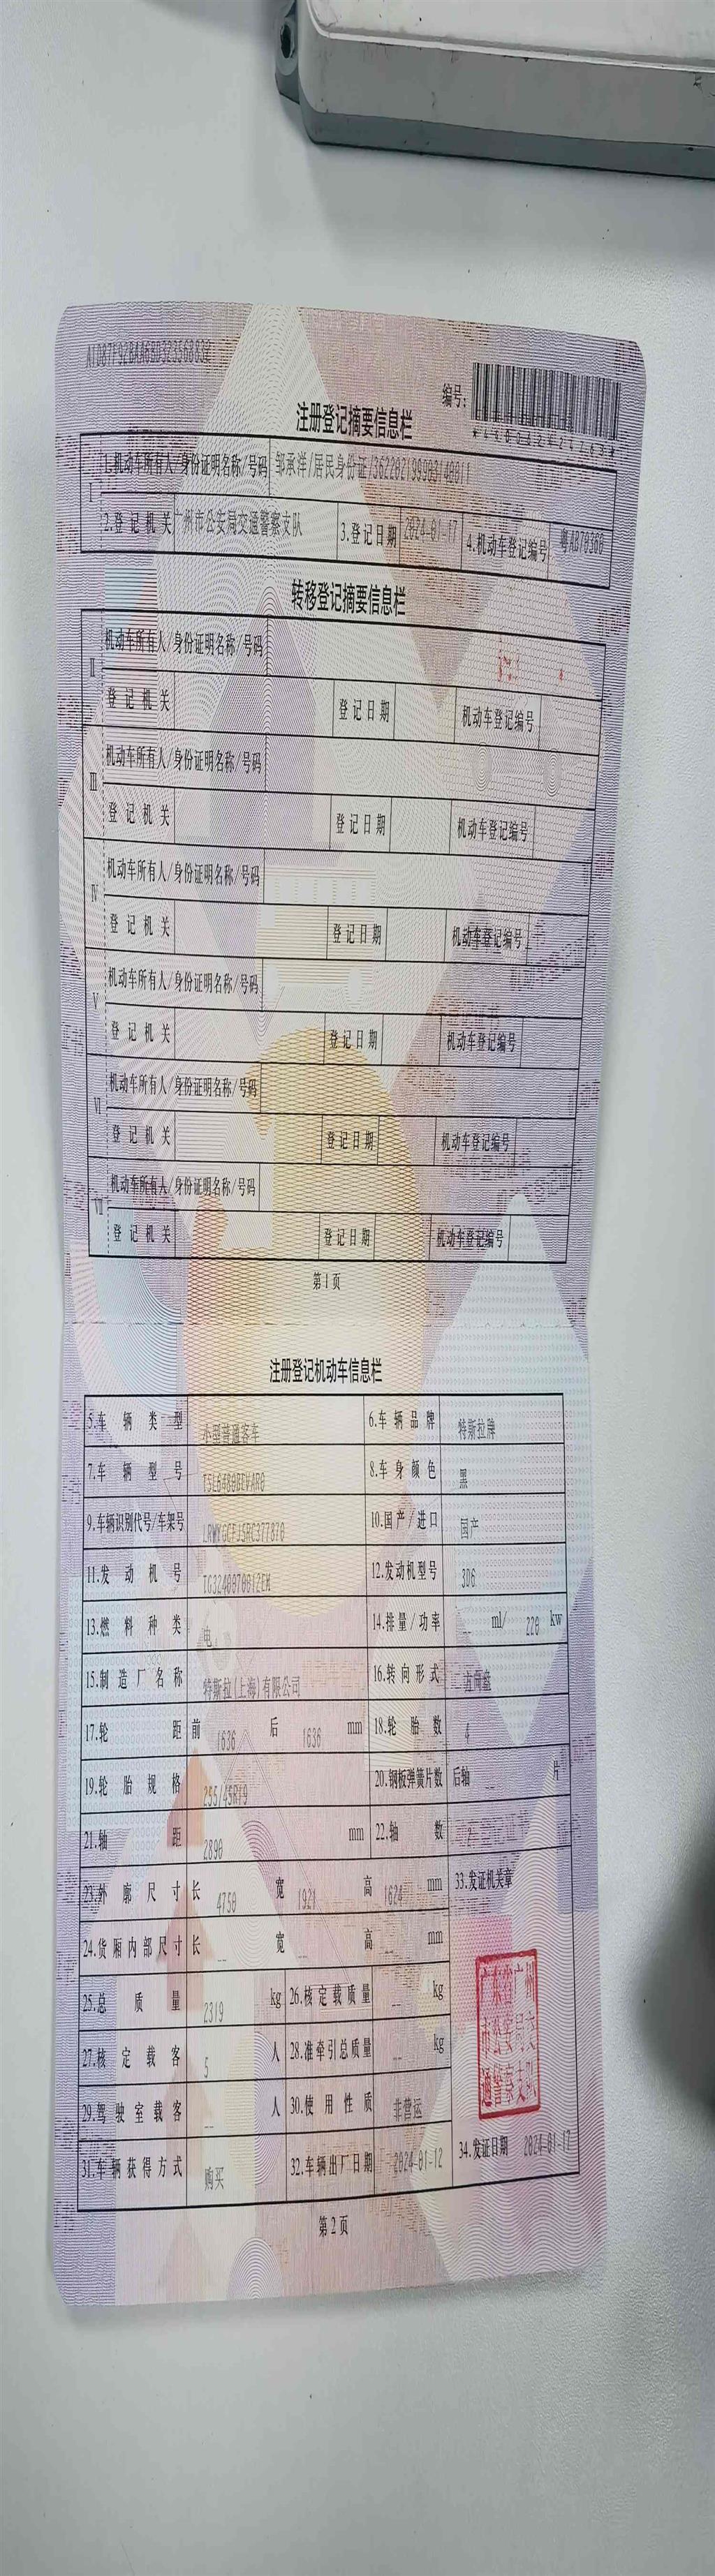 编号:
注册登记摘要信息栏
Ⅰ 1.机动车所有人/身份证明名称/号码 邹承洋/居民身份证/362202199903140011
2.登记机关 广州市公安局交通警察支队 3.登记日期 2024-01-17 4.机动车登记编号 粤AB70360
转移登记摘要信息栏
Ⅱ 机动车所有人/身份证明名称/号码
登记机关 登记日期 机动车登记编号
Ⅲ 机动车所有人/身份证明名称/号码
登记机关 登记日期 机动车登记编号
Ⅳ 机动车所有人/身份证明名称/号码
登记机关 登记日期 机动车登记编号
Ⅴ 机动车所有人/身份证明名称/号码
登记机关 登记日期 机动车登记编号
Ⅵ 机动车所有人/身份证明名称/号码
登记机关 登记日期 机动车登记编号
Ⅶ 机动车所有人/身份证明名称/号码
登记机关 登记日期 机动车登记编号
第1页
注册登记机动车信息栏
5.车辆类型 小型普通客车 6.车辆品牌 特斯拉牌
7.车辆型号 TSL6480BEVAR0 8.车身颜色 黑
9.车辆识别代号/车架号 LRWYGCFJ5RC377870 10.国产/进口 国产
11.发动机号 TG3240070012EM 12.发动机型号 3D6
13.燃料种类 电 14.排量/功率 -- ml/ 220 kw
15.制造厂名称 特斯拉(上海)有限公司 16.转向形式 方向盘
17.轮距 前 1636 后 1636 mm 18.轮胎数 4
19.轮胎规格 255/45R19 20.钢板弹簧片数 后轴 -- 片
21.轴距 2890 mm 22.轴数 2
23.外廓尺寸 长 4750 宽 1921 高 1624 mm 33.发证机关章
24.货厢内部尺寸 长 -- 宽 -- 高 -- mm
25.总质量 2319 kg 26.核定载质量 -- kg
27.核定载客 5 人 28.准牵引总质量 -- kg
29.驾驶室载客 -- 人 30.使用性质 非营运
31.车辆获得方式 购买 32.车辆出厂日期 2024-01-12 34.发证日期 2024-01-17
广东省广州
市公安局交
通警察支队
第2页